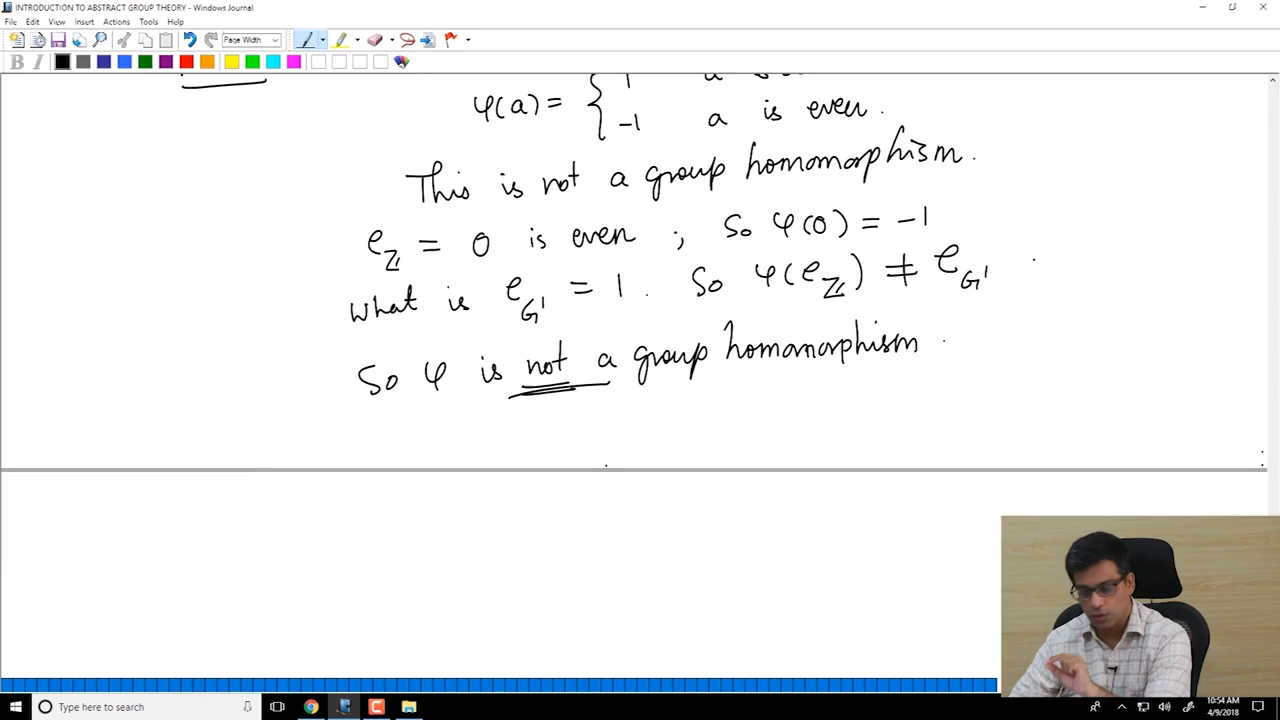 INTRODUCTION TO ABSTRACT GROUP THEORY - Windows Journal
File Edit View Insert Actions Tools Help
Page Width
B I
φ(a) = { 1 a
-1 a is even.
This is not a group homomorphism.
e_ℤ = 0 is even ; So φ(0) = -1
What is e_G' = 1. So φ(e_ℤ) ≠ e_G'
So φ is not a group homomorphism.
Type here to search
10:54 AM
4/9/2018